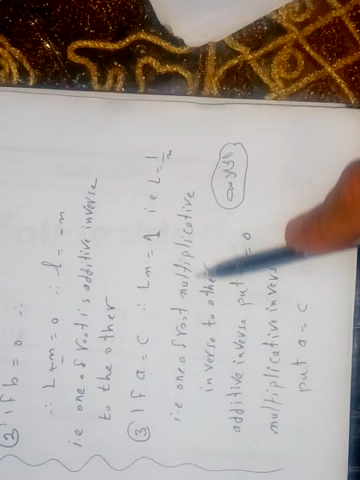 ② if b = 0 ∴
∴ L + m = 0 ∴ l = -m
ie one of root is additive inverse
to the other
③ If a = c ∴ Lm = 1 i e L = 1/m
i.e one of root multiplicative
inverse to other
additive inverse put = 0
multiplicative inverse
put a = c